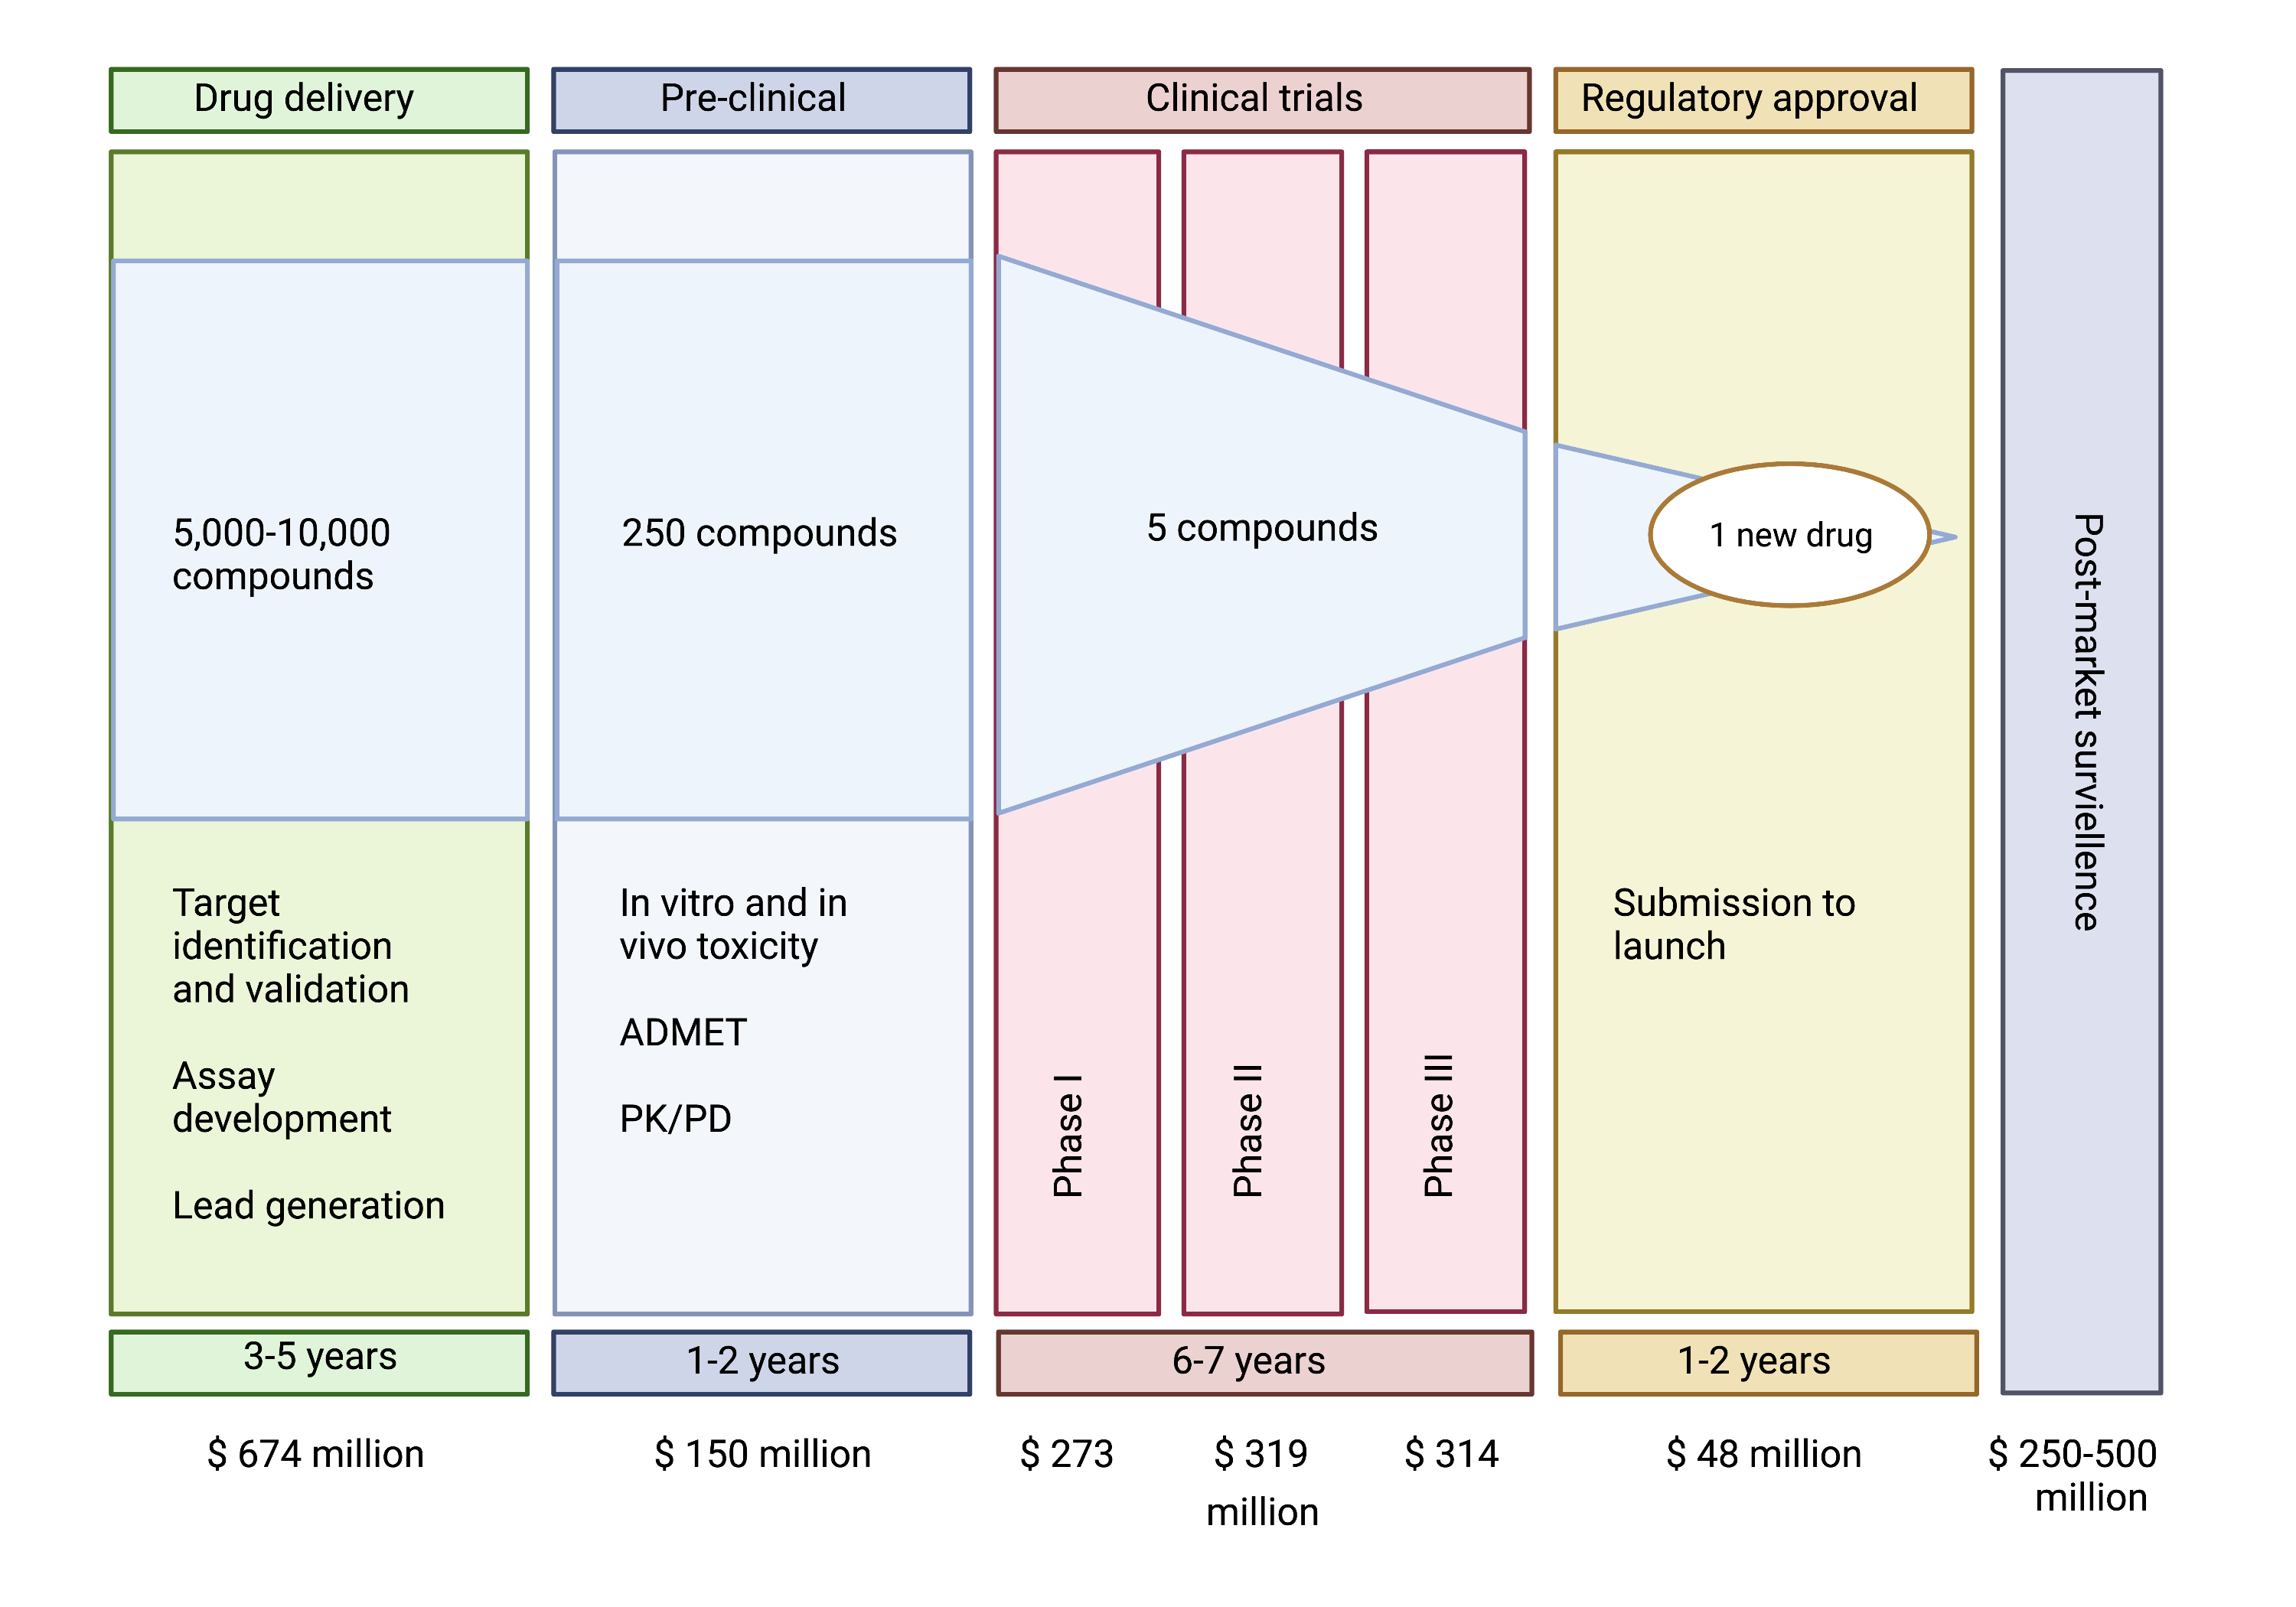 Drug delivery
Pre-clinical
Clinical trials
Regulatory approval
5,000-10,000
compounds
250 compounds
5 compounds
1 new drug
Post-market surviellence
Target
identification
and validation
Assay
development
Lead generation
In vitro and in
vivo toxicity
ADMET
PK/PD
Phase I
Phase II
Phase III
Submission to
launch
3-5 years
1-2 years
6-7 years
1-2 years
$ 674 million
$ 150 million
$ 273
$ 319
$ 314
million
$ 48 million
$ 250-500
million